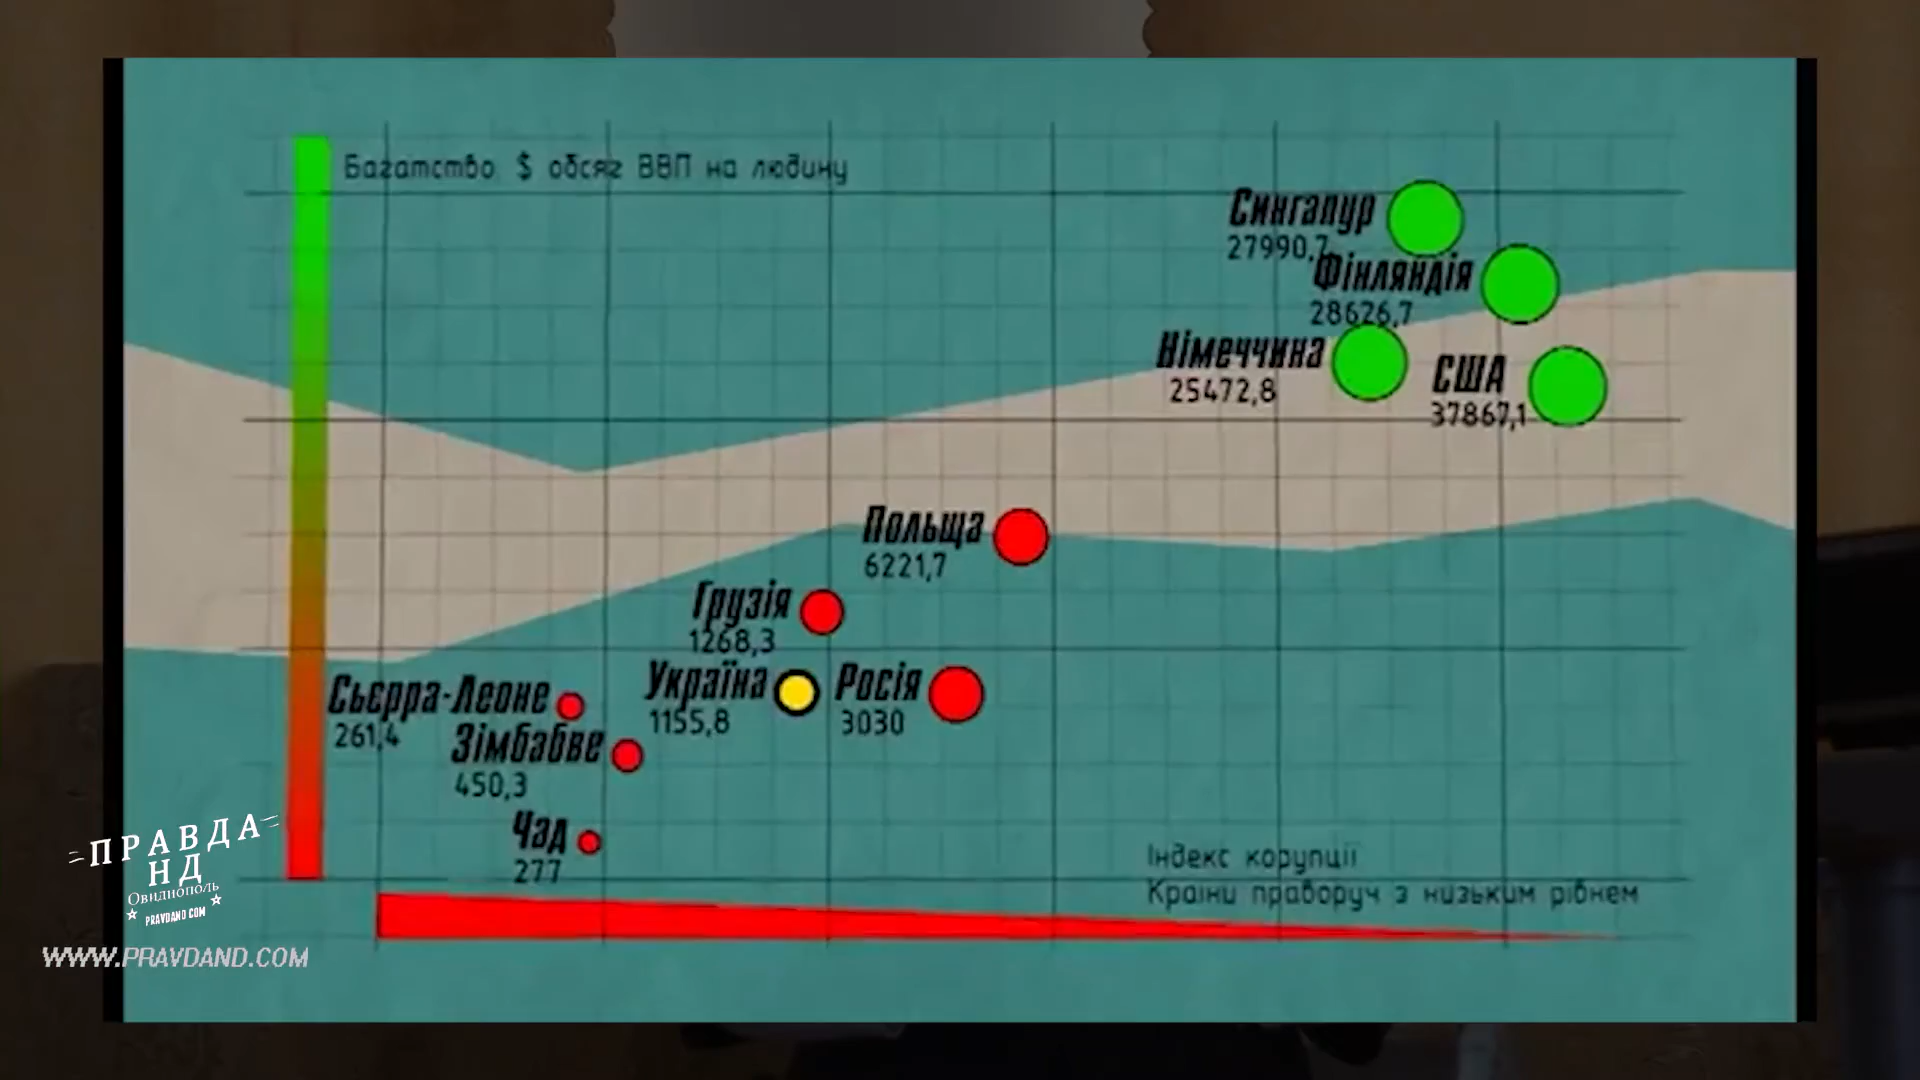 Багатство $ обсяг ВВП на людину
Сингапур
27990,7
Фінляндія
28626,7
Німеччина
25472,8
США
37867,1
Польща
6221,7
Грузія
1268,3
Україна
1155,8
Росія
3030
Сьєрра-Леоне
261,4
Зімбабве
450,3
Чад
277
Індекс корупції
Країни праворуч з низьким рівнем
ПРАВДА
НД
Овидиополь
PRAVDAND COM
WWW.PRAVDAND.COM